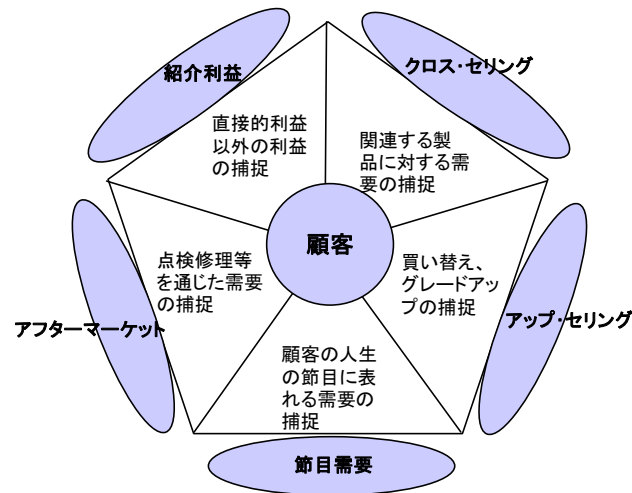 紹介利益
クロス・セリング
直接的利益
以外の利益
の捕捉
関連する製
品に対する需
要の捕捉
顧客
点検修理等
を通じた需要
の捕捉
買い替え、
グレードアッ
プの捕捉
アフターマーケット
アップ・セリング
顧客の人生
の節目に表
れる需要の
捕捉
節目需要